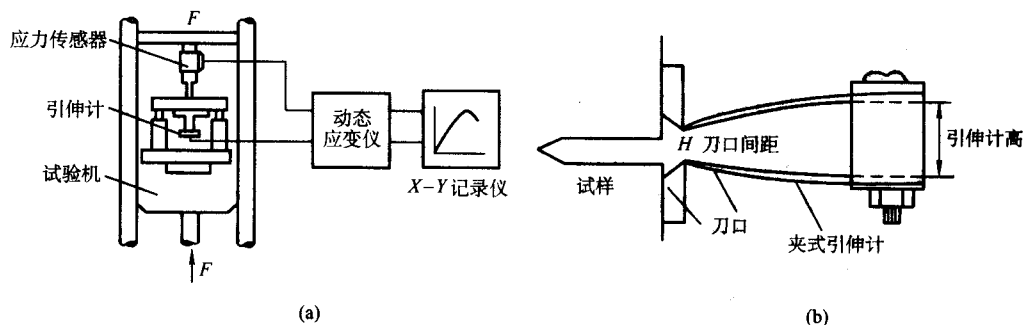 F
应力传感器
引伸计
试验机
动态
应变仪
X-Y 记录仪
F
(a)
H 刀口间距
引伸计高
试样
刀口
夹式引伸计
(b)